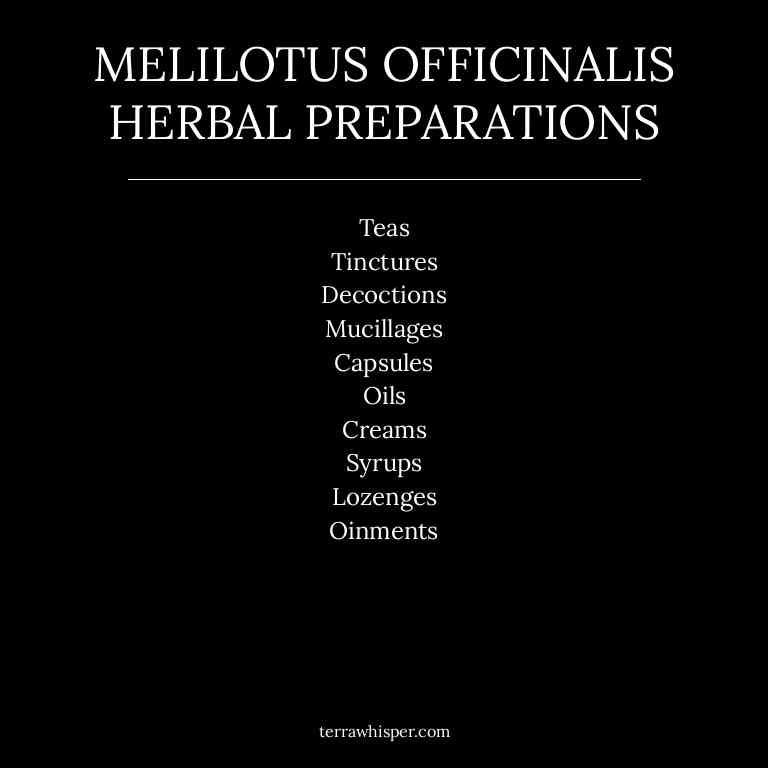 MELILOTUS OFFICINALIS
HERBAL PREPARATIONS
Teas
Tinctures
Decoctions
Mucillages
Capsules
Oils
Creams
Syrups
Lozenges
Oinments
terrawhisper.com